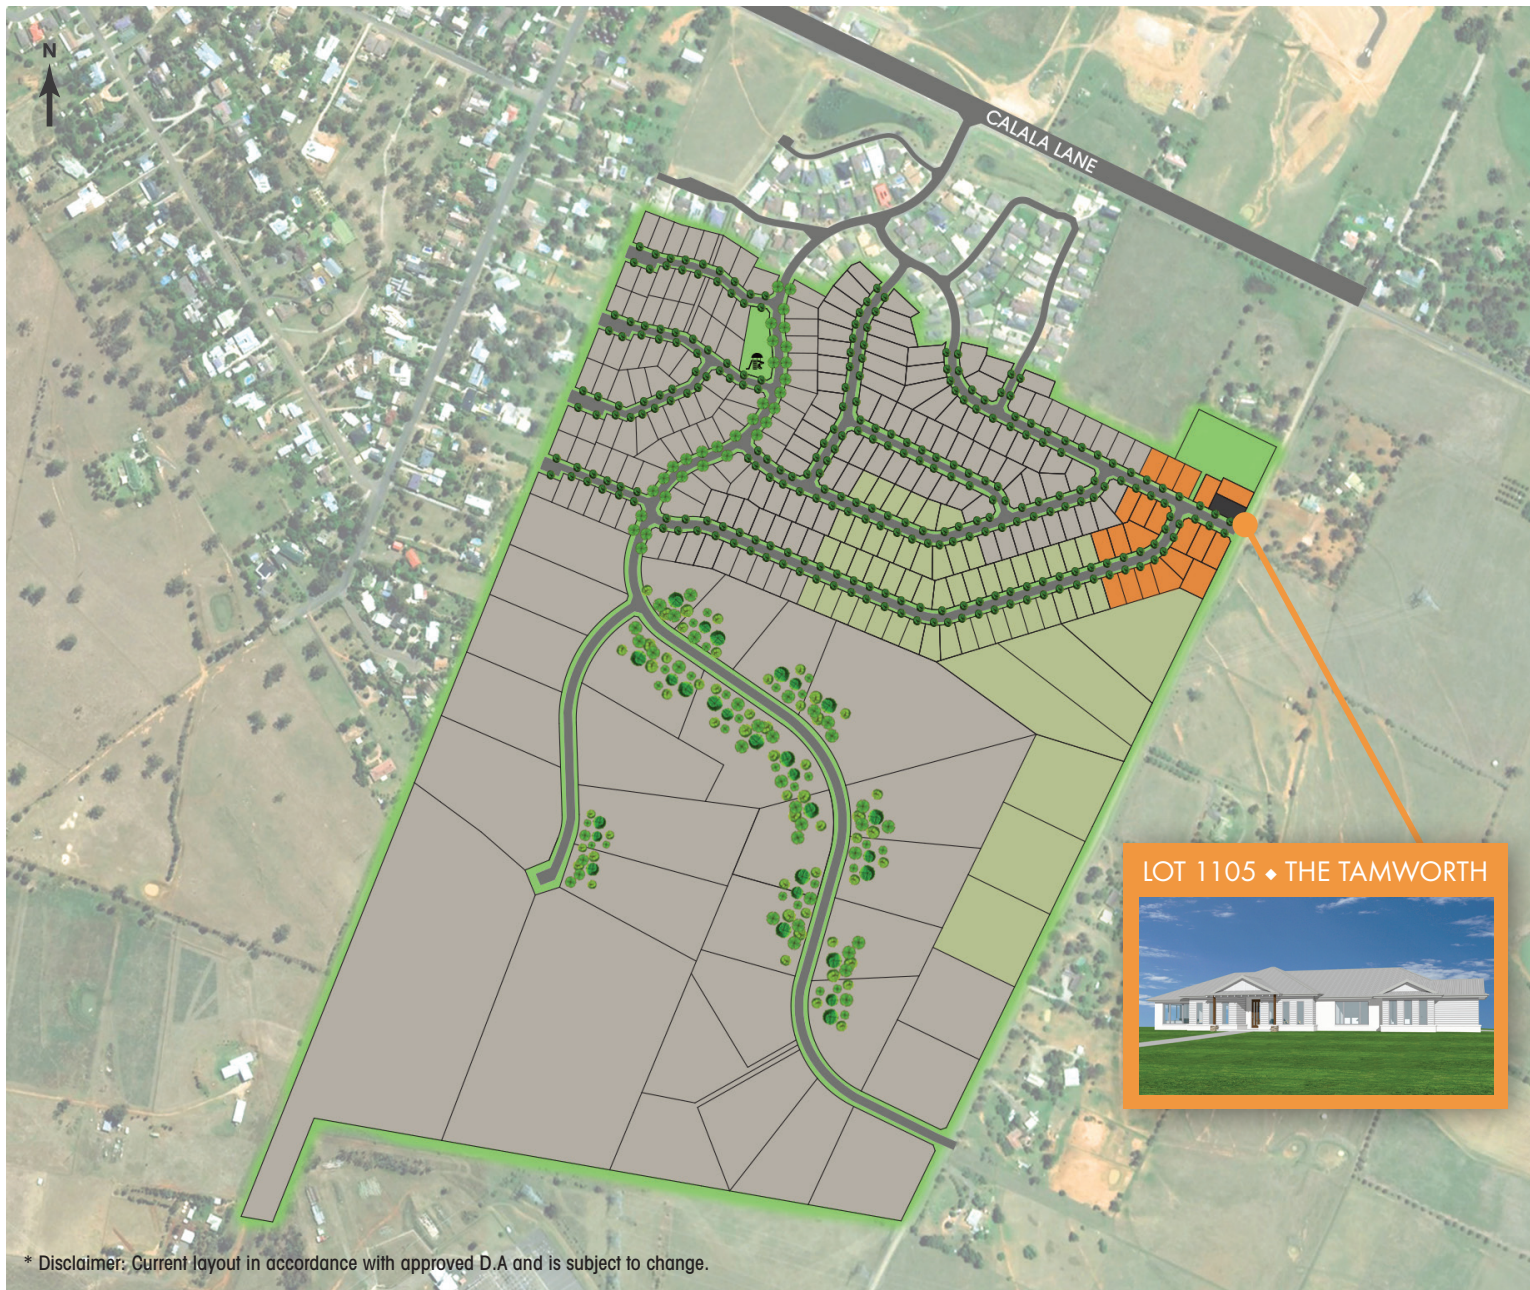 N
CALALA LANE
LOT 1105 ◆ THE TAMWORTH
* Disclaimer: Current layout in accordance with approved D.A and is subject to change.